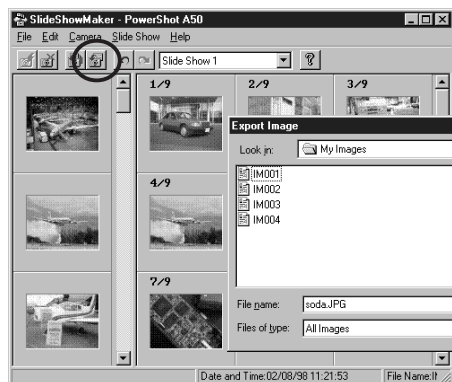 SlideShowMaker - PowerShot A50
File Edit Camera Slide Show Help
Slide Show 1
1/9 2/9 3/9
Export Image
Look in: My Images
IM001
IM002
IM003
IM004
4/9
7/9
File name: soda.JPG
Files of type: All Images
Date and Time:02/08/98 11:21:53 File Name: